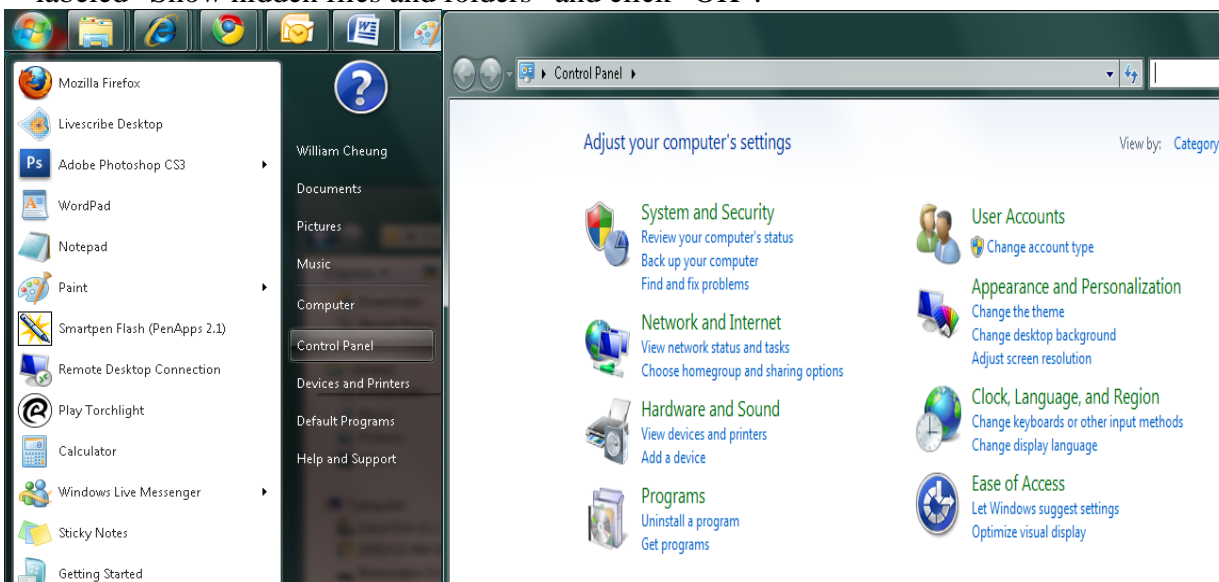 labeled "Show hidden files and folders" and click "OK".
Mozilla Firefox
Livescribe Desktop
Ps
Adobe Photoshop CS3
WordPad
Notepad
Paint
Smartpen Flash (PenApps 2.1)
Remote Desktop Connection
Play Torchlight
Calculator
Windows Live Messenger
Sticky Notes
Getting Started
William Cheung
Documents
Pictures
Music
Computer
Control Panel
Devices and Printers
Default Programs
Help and Support
Control Panel
Adjust your computer's settings
View by: Category
System and Security
Review your computer's status
Back up your computer
Find and fix problems
Network and Internet
View network status and tasks
Choose homegroup and sharing options
Hardware and Sound
View devices and printers
Add a device
Programs
Uninstall a program
Get programs
User Accounts
Change account type
Appearance and Personalization
Change the theme
Change desktop background
Adjust screen resolution
Clock, Language, and Region
Change keyboards or other input methods
Change display language
Ease of Access
Let Windows suggest settings
Optimize visual display